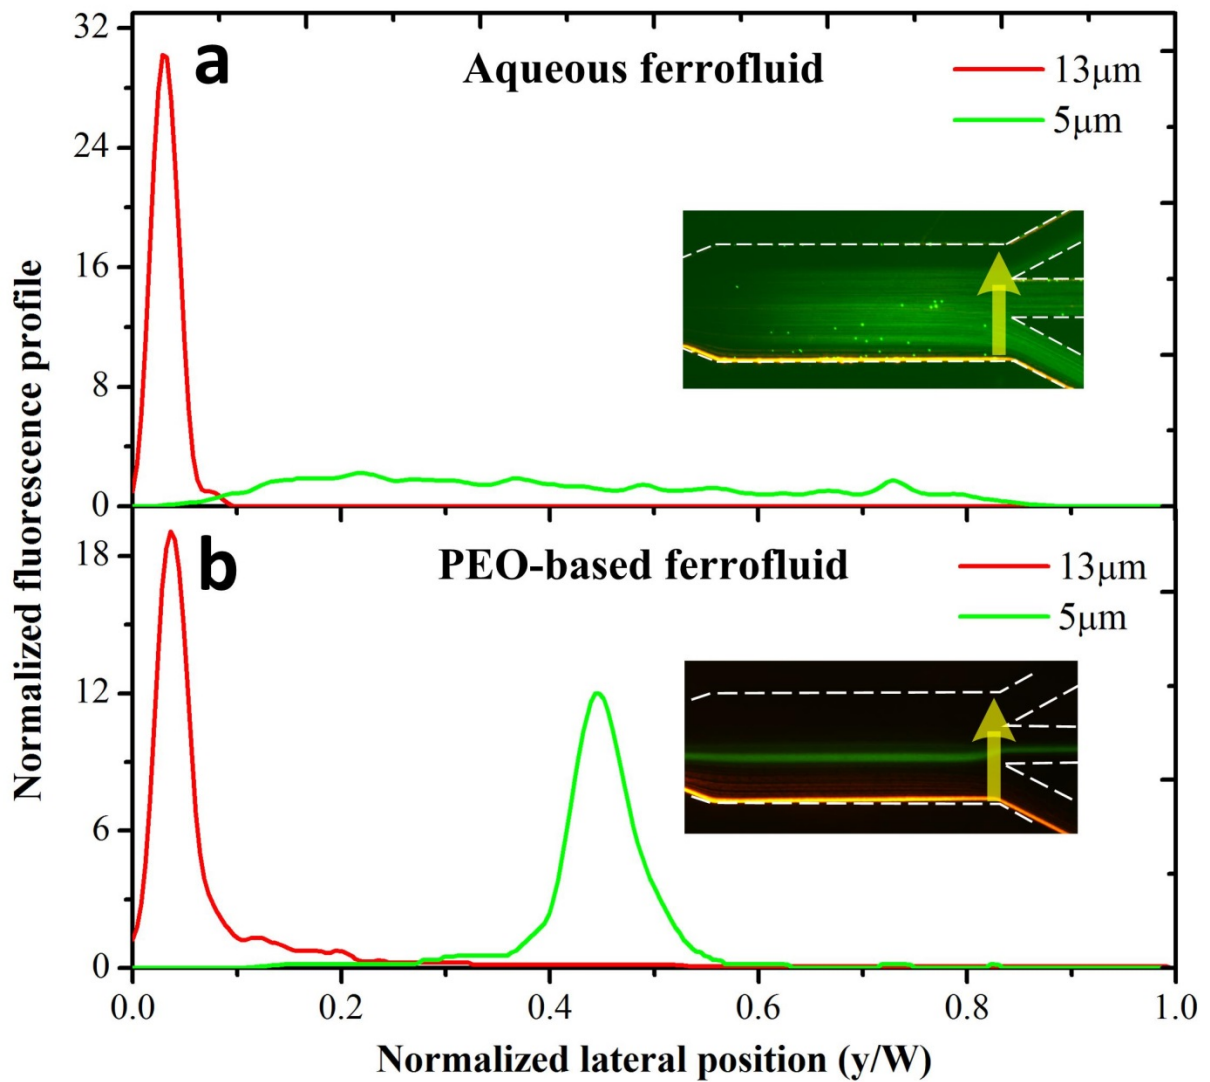 Normalized fluorescence profile
a
Aqueous ferrofluid
13μm
5μm
32
24
16
8
0
b
PEO-based ferrofluid
13μm
5μm
18
12
6
0
0.0 0.2 0.4 0.6 0.8 1.0
Normalized lateral position (y/W)